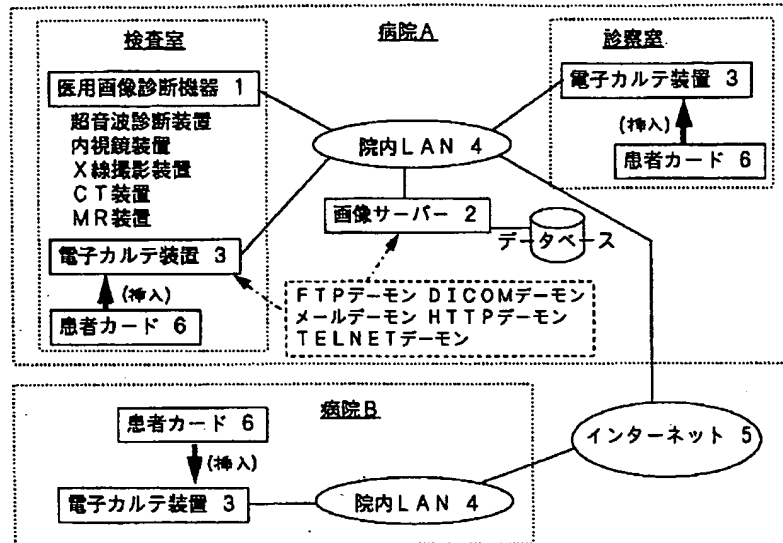 病院A
検査室
医用画像診断機器 1
超音波診断装置
内視鏡装置
X線撮影装置
CT装置
MR装置
電子カルテ装置 3
(挿入)
患者カード 6
院内LAN 4
画像サーバー 2
データベース
FTPデーモン DICOMデーモン
メールデーモン HTTPデーモン
TELNETデーモン
診察室
電子カルテ装置 3
(挿入)
患者カード 6
病院B
患者カード 6
(挿入)
電子カルテ装置 3
院内LAN 4
インターネット 5